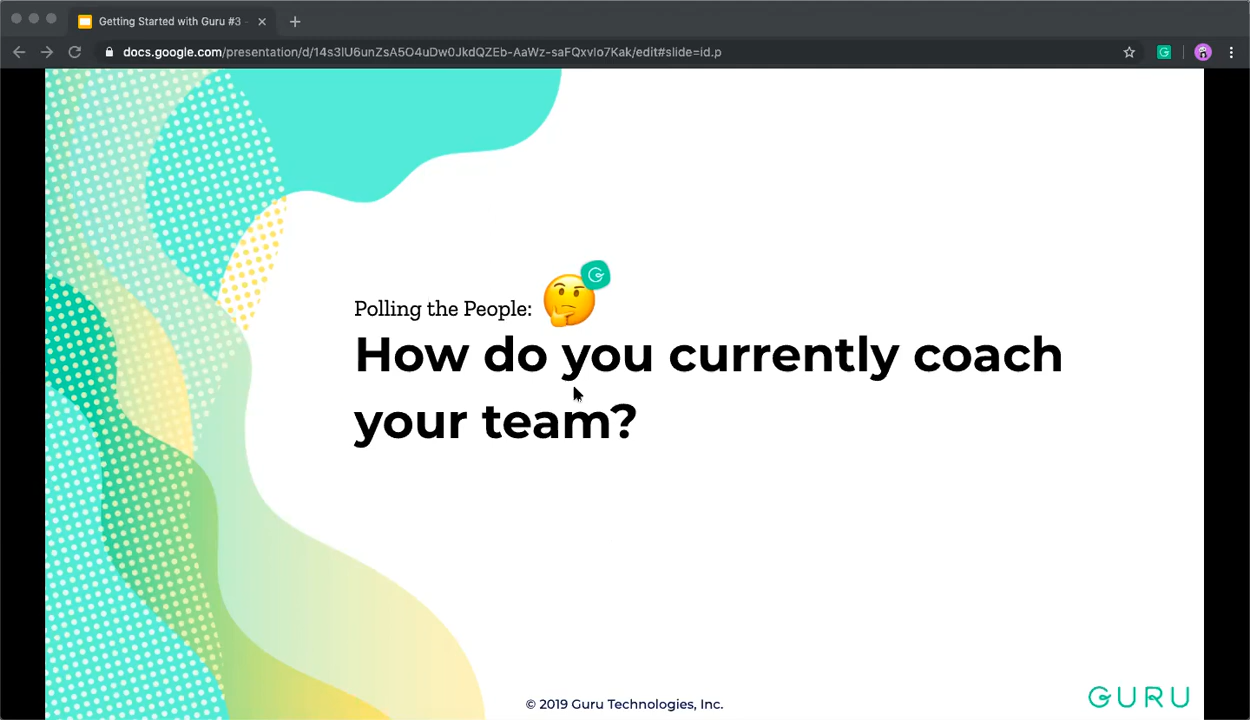 Getting Started with Guru #3 -
docs.google.com/presentation/d/14s3lU6unZsA5O4uDw0JkdQZEb-AaWz-saFQxvlo7Kak/edit#slide=id.p
Polling the People:
How do you currently coach
your team?
© 2019 Guru Technologies, Inc.
GURU